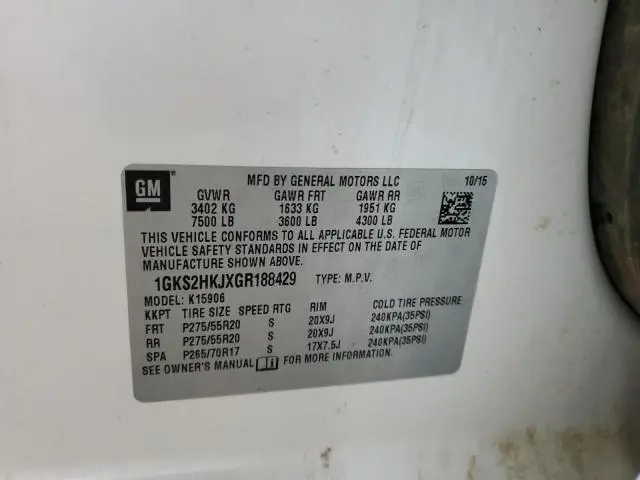 GM
MFD BY GENERAL MOTORS LLC 10/15
GVWR GAWR FRT GAWR RR
3402 KG 1633 KG 1951 KG
7500 LB 3600 LB 4300 LB
THIS VEHICLE CONFORMS TO ALL APPLICABLE U.S. FEDERAL MOTOR
VEHICLE SAFETY STANDARDS IN EFFECT ON THE DATE OF
MANUFACTURE SHOWN ABOVE.
1GKS2HKJXGR188429 TYPE: M.P.V.
MODEL: K15906
KKPT TIRE SIZE SPEED RTG RIM COLD TIRE PRESSURE
FRT P275/55R20 S 20X9J 240KPA(35PSI)
RR P275/55R20 S 20X9J 240KPA(35PSI)
SPA P265/70R17 S 17X7.5J 240KPA(35PSI)
SEE OWNER'S MANUAL FOR MORE INFORMATION.